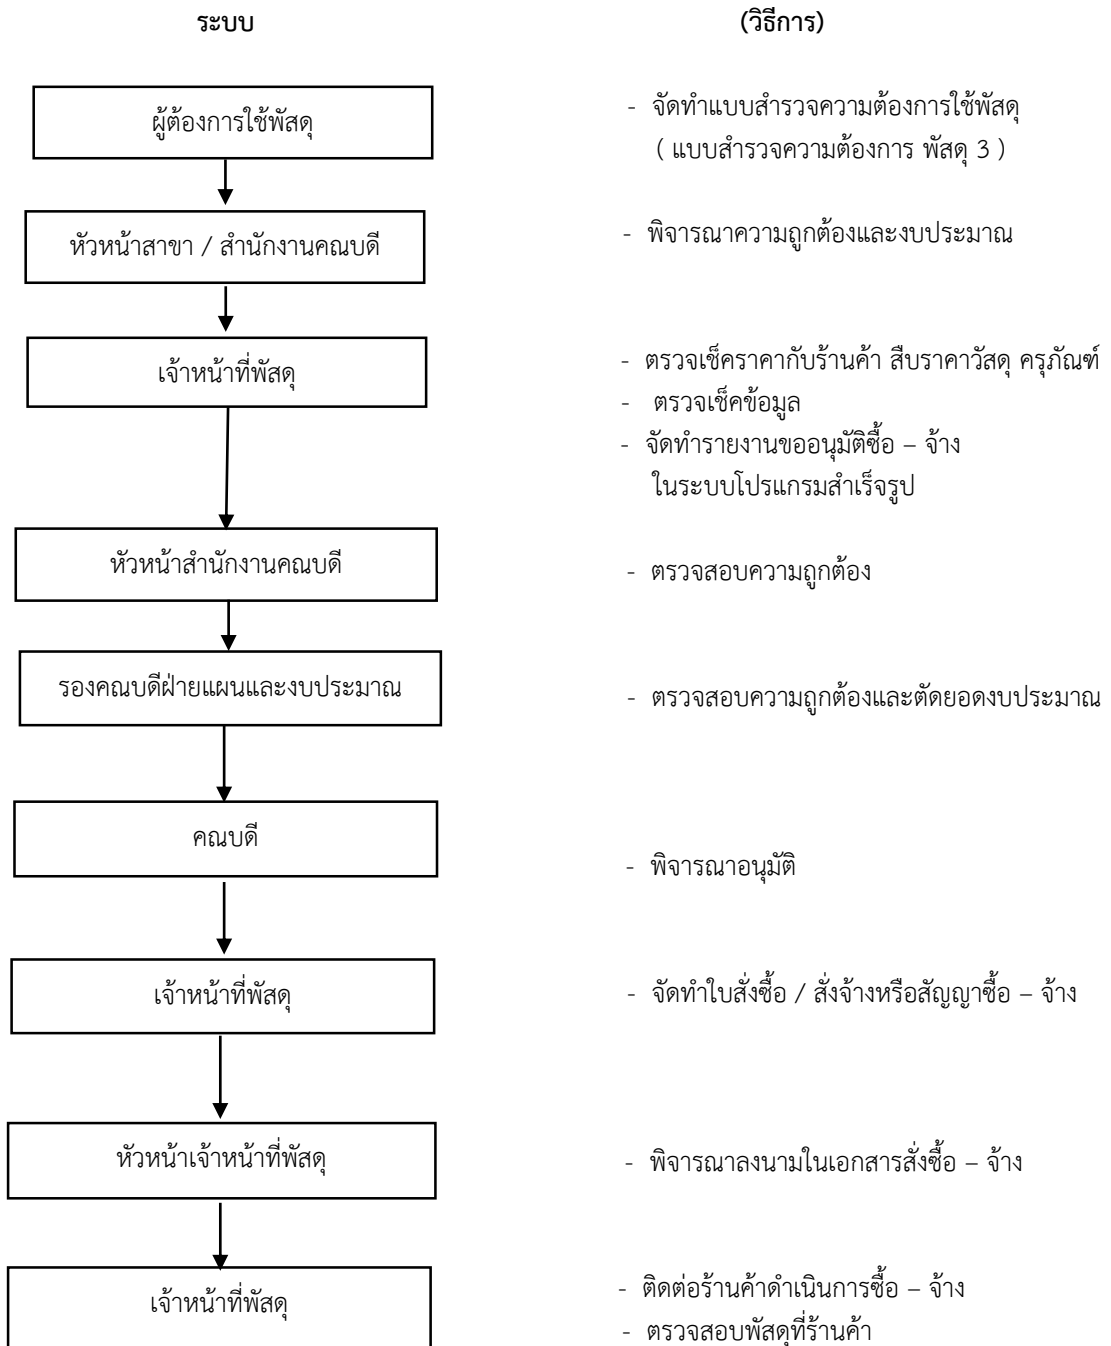 ระบบ (วิธีการ)
ผู้ต้องการใช้พัสดุ
- จัดทำแบบสำรวจความต้องการใช้พัสดุ
( แบบสำรวจความต้องการ พัสดุ 3 )
หัวหน้าสาขา / สำนักงานคณบดี
- พิจารณาความถูกต้องและงบประมาณ
เจ้าหน้าที่พัสดุ
- ตรวจเช็คราคากับร้านค้า สืบราคาวัสดุ ครุภัณฑ์
- ตรวจเช็คข้อมูล
- จัดทำรายงานขออนุมัติซื้อ – จ้าง
ในระบบโปรแกรมสำเร็จรูป
หัวหน้าสำนักงานคณบดี
- ตรวจสอบความถูกต้อง
รองคณบดีฝ่ายแผนและงบประมาณ
- ตรวจสอบความถูกต้องและตัดยอดงบประมาณ
คณบดี
- พิจารณาอนุมัติ
เจ้าหน้าที่พัสดุ
- จัดทำใบสั่งซื้อ / สั่งจ้างหรือสัญญาซื้อ – จ้าง
หัวหน้าเจ้าหน้าที่พัสดุ
- พิจารณาลงนามในเอกสารสั่งซื้อ – จ้าง
เจ้าหน้าที่พัสดุ
- ติดต่อร้านค้าดำเนินการซื้อ – จ้าง
- ตรวจสอบพัสดุที่ร้านค้า